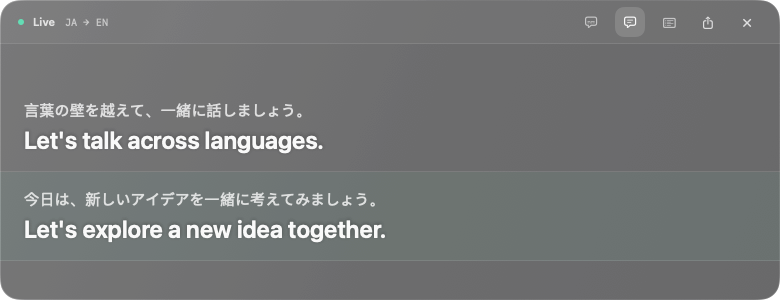 Live JA → EN
言葉の壁を越えて、一緒に話しましょう。
Let's talk across languages.
今日は、新しいアイデアを一緒に考えてみましょう。
Let's explore a new idea together.